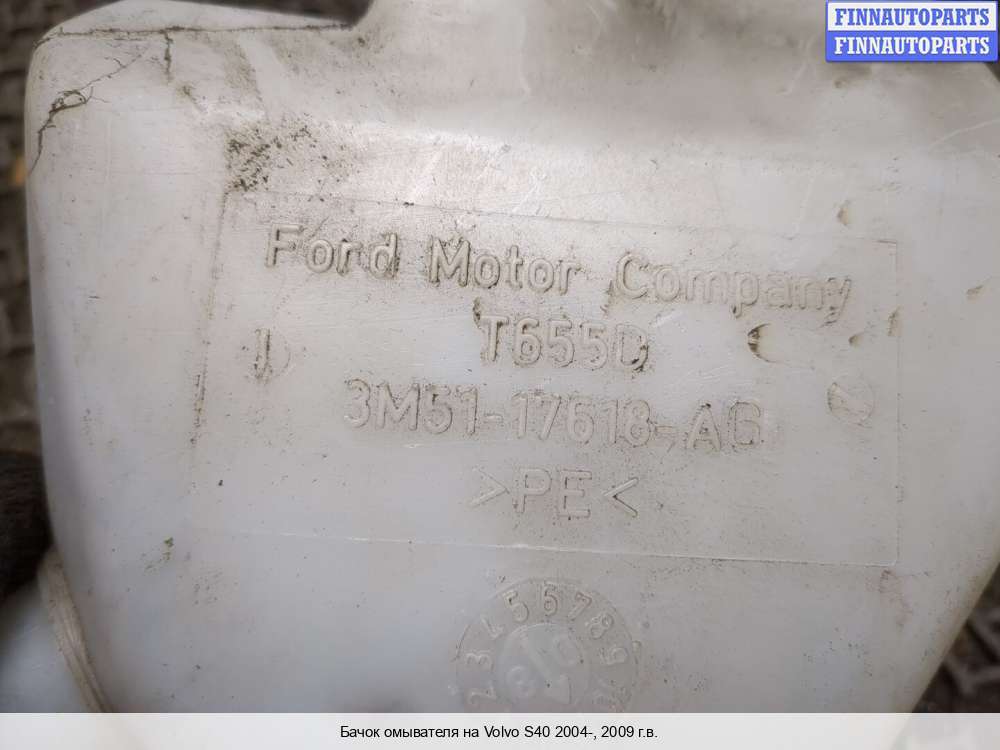 FINNAUTOPARTS
FINNAUTOPARTS
Ford Motor Company
T655D
3M51-17618-AB
>PE<
Бачок омывателя на Volvo S40 2004-, 2009 г.в.